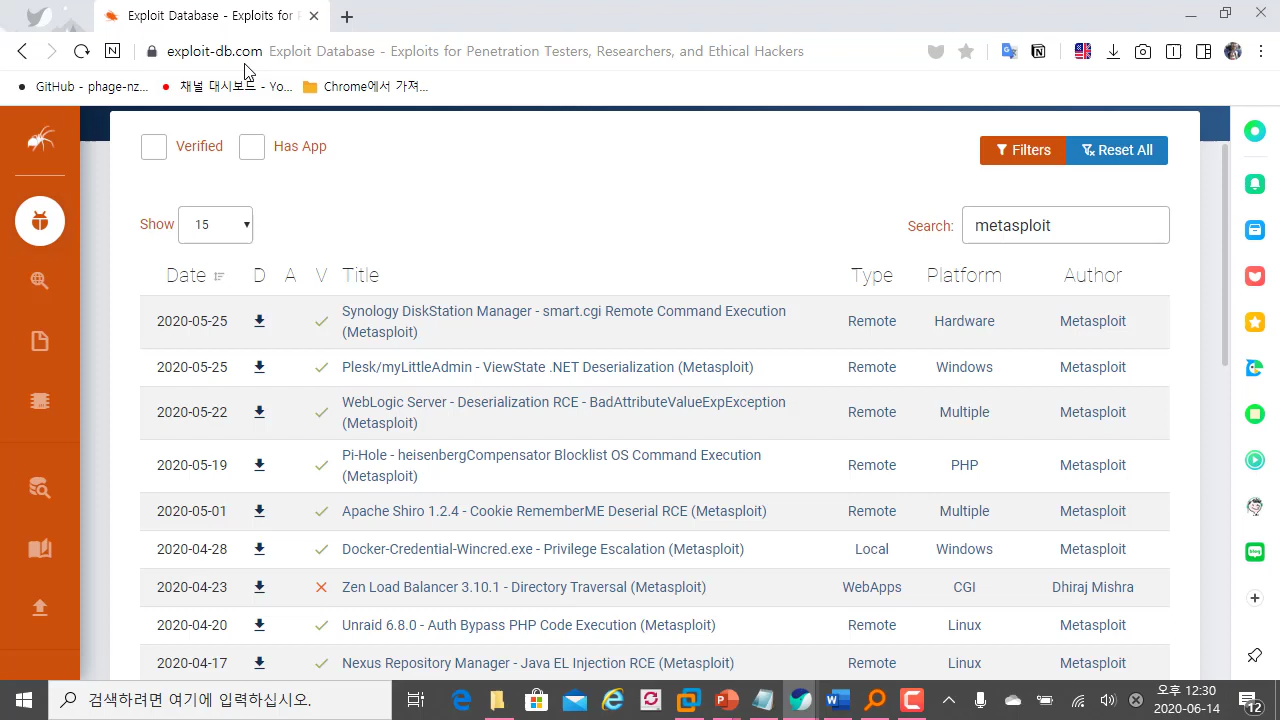 Exploit Database - Exploits for P
exploit-db.com Exploit Database - Exploits for Penetration Testers, Researchers, and Ethical Hackers
GitHub - phage-nz... 채널 대시보드 - Yo... Chrome에서 가져...
Verified Has App
Filters Reset All
Show 15 Search: metasploit
Date D A V Title Type Platform Author
2020-05-25 Synology DiskStation Manager - smart.cgi Remote Command Execution
(Metasploit) Remote Hardware Metasploit
2020-05-25 Plesk/myLittleAdmin - ViewState .NET Deserialization (Metasploit) Remote Windows Metasploit
2020-05-22 WebLogic Server - Deserialization RCE - BadAttributeValueExpException
(Metasploit) Remote Multiple Metasploit
2020-05-19 Pi-Hole - heisenbergCompensator Blocklist OS Command Execution
(Metasploit) Remote PHP Metasploit
2020-05-01 Apache Shiro 1.2.4 - Cookie RememberME Deserial RCE (Metasploit) Remote Multiple Metasploit
2020-04-28 Docker-Credential-Wincred.exe - Privilege Escalation (Metasploit) Local Windows Metasploit
2020-04-23 Zen Load Balancer 3.10.1 - Directory Traversal (Metasploit) WebApps CGI Dhiraj Mishra
2020-04-20 Unraid 6.8.0 - Auth Bypass PHP Code Execution (Metasploit) Remote Linux Metasploit
2020-04-17 Nexus Repository Manager - Java EL Injection RCE (Metasploit) Remote Linux Metasploit
검색하려면 여기에 입력하십시오.
오후 12:30
2020-06-14
12